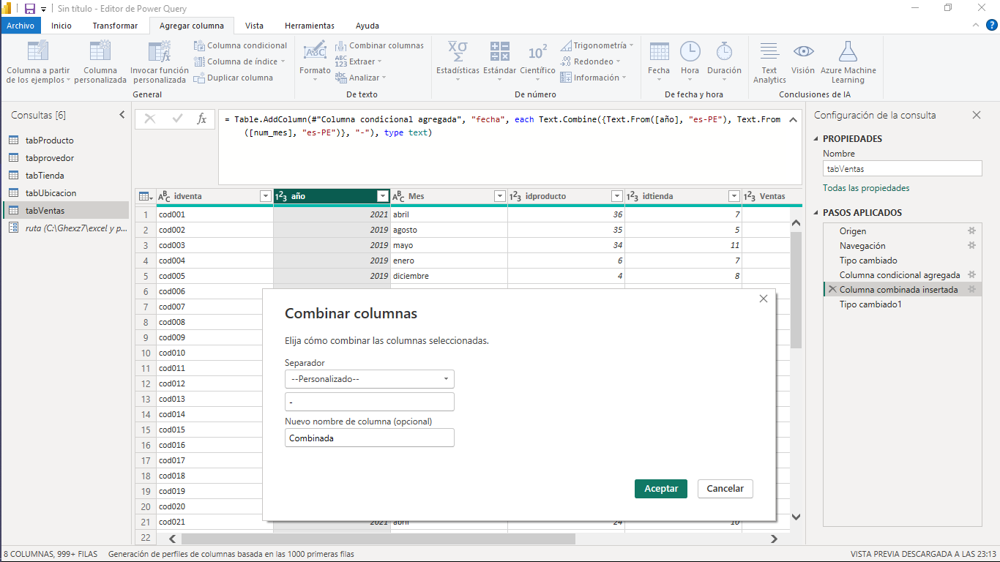 Sin título - Editor de Power Query
Archivo Inicio Transformar Agregar columna Vista Herramientas Ayuda
Columna a partir de los ejemplos
Columna personalizada
Invocar función personalizada
Columna condicional
Columna de índice
Duplicar columna
General
Formato
Combinar columnas
Extraer
Analizar
De texto
Estadísticas
Estándar
Científico
Trigonometría
Redondeo
Información
De número
Fecha
Hora
Duración
De fecha y hora
Text Analytics
Visión
Azure Machine Learning
Conclusiones de IA
Consultas [6]
tabProducto
tabprovedor
tabTienda
tabUbicacion
tabVentas
ruta (C:\Ghexz7\excel y p...
= Table.AddColumn(#"Columna condicional agregada", "fecha", each Text.Combine({Text.From([año], "es-PE"), Text.From
([num_mes], "es-PE")}, "-"), type text)
idventa año Mes idproducto idtienda Ventas
1 cod001 2021 abril 36 7
2 cod002 2019 agosto 35 5
3 cod003 2019 mayo 34 11
4 cod004 2019 enero 6 7
5 cod005 2019 diciembre 4 8
6 cod006
7 cod007
8 cod008
9 cod009
10 cod010
11 cod011
12 cod012
13 cod013
14 cod014
15 cod015
16 cod016
17 cod017
18 cod018
19 cod019
20 cod020
21 cod021 2021 abril 24 10
22
Combinar columnas
Elija cómo combinar las columnas seleccionadas.
Separador
--Personalizado--
-
Nuevo nombre de columna (opcional)
Combinada
Aceptar Cancelar
Configuración de la consulta
PROPIEDADES
Nombre
tabVentas
Todas las propiedades
PASOS APLICADOS
Origen
Navegación
Tipo cambiado
Columna condicional agregada
Columna combinada insertada
Tipo cambiado1
8 COLUMNAS, 999+ FILAS Generación de perfiles de columnas basada en las 1000 primeras filas
VISTA PREVIA DESCARGADA A LAS 23:13